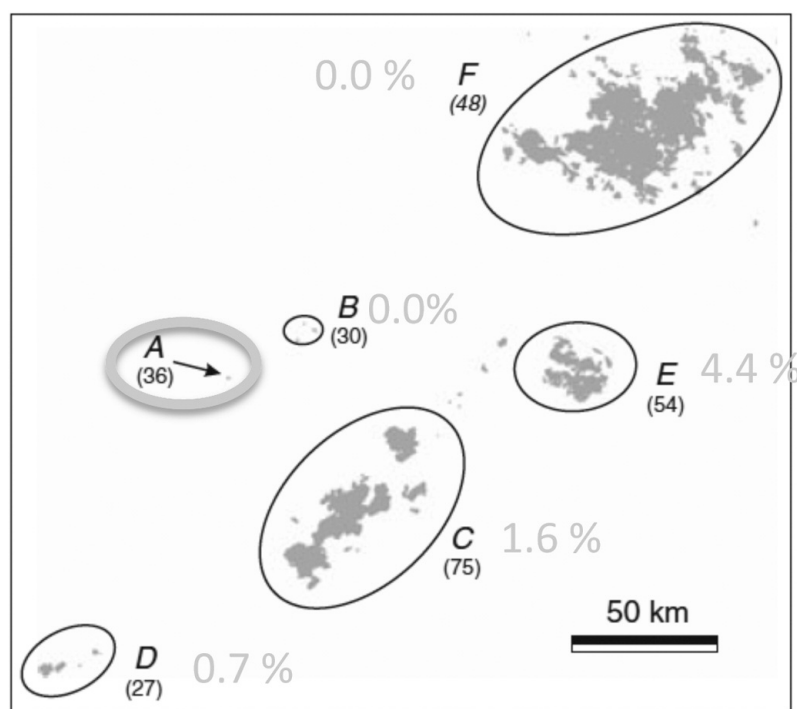 0.0 %
F
(48)
B
0.0%
(30)
A
(36)
E
4.4 %
(54)
C
1.6 %
(75)
50 km
D
0.7 %
(27)